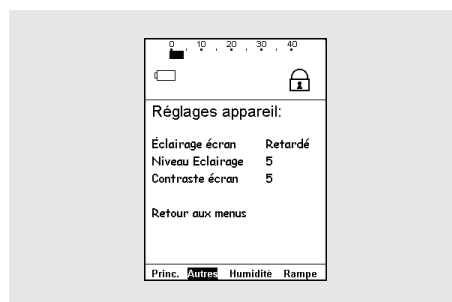 0 . 10 . 20 . 30 . 40
Réglages appareil:
Éclairage écran Retardé
Niveau Eclairage 5
Contraste écran 5
Retour aux menus
Princ. Autres Humidité Rampe